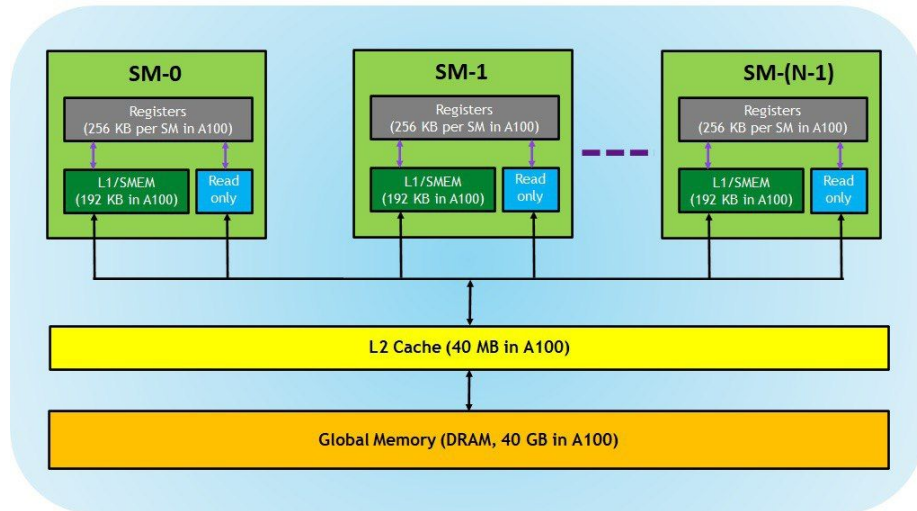 SM-0
Registers
(256 KB per SM in A100)
L1/SMEM
(192 KB in A100)
Read
only
SM-1
Registers
(256 KB per SM in A100)
L1/SMEM
(192 KB in A100)
Read
only
SM-(N-1)
Registers
(256 KB per SM in A100)
L1/SMEM
(192 KB in A100)
Read
only
L2 Cache (40 MB in A100)
Global Memory (DRAM, 40 GB in A100)